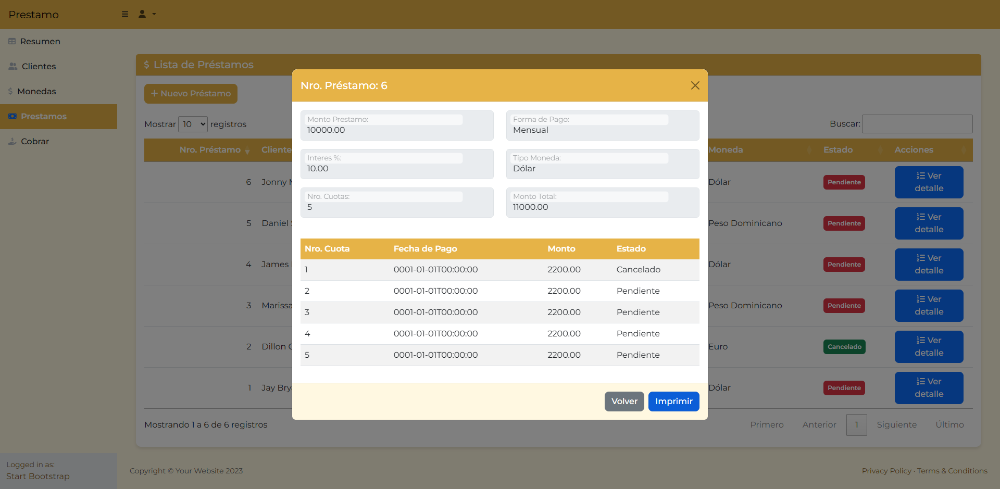 Prestamo
Resumen
Clientes
Monedas
Prestamos
Cobrar
Logged in as:
Start Bootstrap
$ Lista de Préstamos
+ Nuevo Préstamo
Mostrar 10 registros
Buscar:
Nro. Préstamo Cliente Moneda Estado Acciones
6 Jonny Dólar Pendiente Ver detalle
5 Daniel Peso Dominicano Pendiente Ver detalle
4 James Dólar Pendiente Ver detalle
3 Marissa Peso Dominicano Pendiente Ver detalle
2 Dillon Euro Cancelado Ver detalle
1 Jay Dólar Pendiente Ver detalle
Mostrando 1 a 6 de 6 registros
Primero Anterior 1 Siguiente Último
Nro. Préstamo: 6
Monto Prestamo:
10000.00
Forma de Pago:
Mensual
Interes %:
10.00
Tipo Moneda:
Dólar
Nro. Cuotas:
5
Monto Total:
11000.00
Nro. Cuota Fecha de Pago Monto Estado
1 0001-01-01T00:00:00 2200.00 Cancelado
2 0001-01-01T00:00:00 2200.00 Pendiente
3 0001-01-01T00:00:00 2200.00 Pendiente
4 0001-01-01T00:00:00 2200.00 Pendiente
5 0001-01-01T00:00:00 2200.00 Pendiente
Volver Imprimir
Copyright © Your Website 2023
Privacy Policy · Terms & Conditions